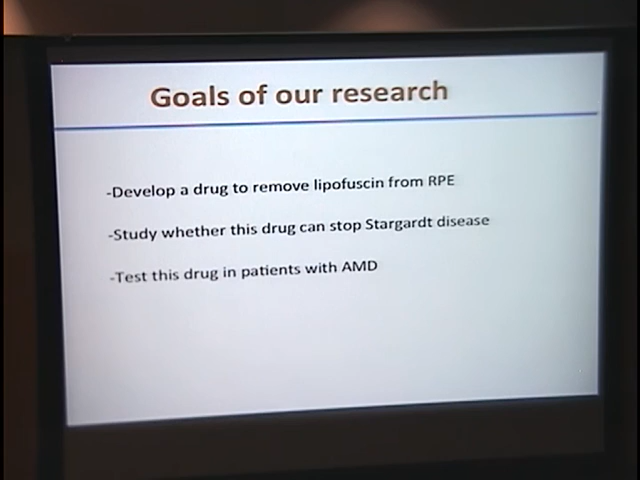 Goals of our research
-Develop a drug to remove lipofuscin from RPE
-Study whether this drug can stop Stargardt disease
-Test this drug in patients with AMD